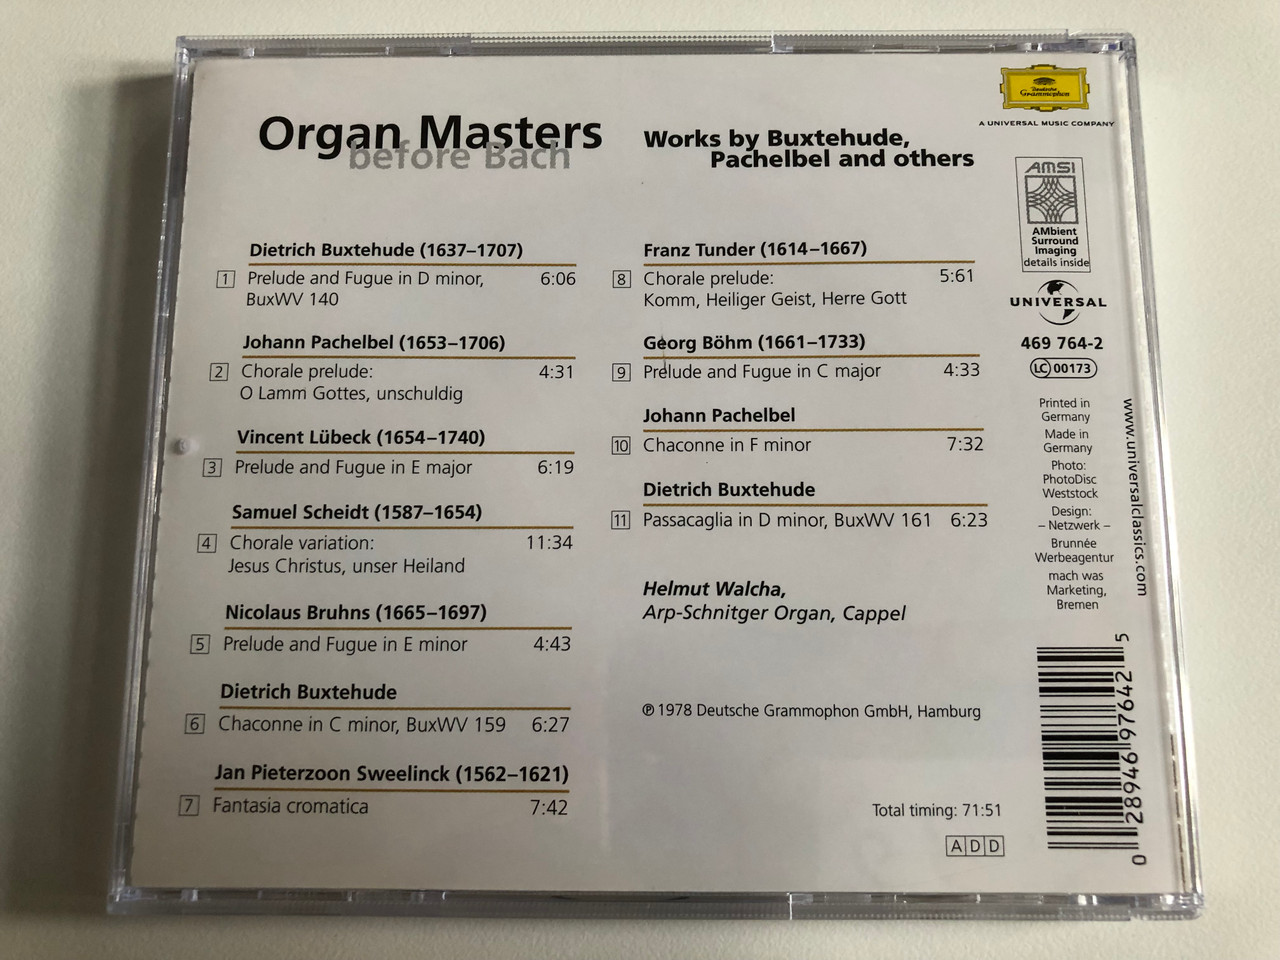 Organ Masters
before Bach
Works by Buxtehude,
Pachelbel and others
Dietrich Buxtehude (1637–1707)
1 Prelude and Fugue in D minor, 6:06
BuxWV 140
Johann Pachelbel (1653–1706)
2 Chorale prelude: 4:31
O Lamm Gottes, unschuldig
Vincent Lübeck (1654–1740)
3 Prelude and Fugue in E major 6:19
Samuel Scheidt (1587–1654)
4 Chorale variation: 11:34
Jesus Christus, unser Heiland
Nicolaus Bruhns (1665–1697)
5 Prelude and Fugue in E minor 4:43
Dietrich Buxtehude
6 Chaconne in C minor, BuxWV 159 6:27
Jan Pieterzoon Sweelinck (1562–1621)
7 Fantasia cromatica 7:42
Franz Tunder (1614–1667)
8 Chorale prelude: 5:61
Komm, Heiliger Geist, Herre Gott
Georg Böhm (1661–1733)
9 Prelude and Fugue in C major 4:33
Johann Pachelbel
10 Chaconne in F minor 7:32
Dietrich Buxtehude
11 Passacaglia in D minor, BuxWV 161 6:23
Helmut Walcha,
Arp-Schnitger Organ, Cappel
℗ 1978 Deutsche Grammophon GmbH, Hamburg
Total timing: 71:51
ADD
Deutsche
Grammophon
A UNIVERSAL MUSIC COMPANY
AMSI
AMbient
Surround
Imaging
details inside
UNIVERSAL
469 764-2
LC 00173
Printed in
Germany
Made in
Germany
Photo:
PhotoDisc
Weststock
Design:
– Netzwerk –
Brunnée
Werbeagentur
mach was
Marketing,
Bremen
www.universalclassics.com
0 28946 97642 5